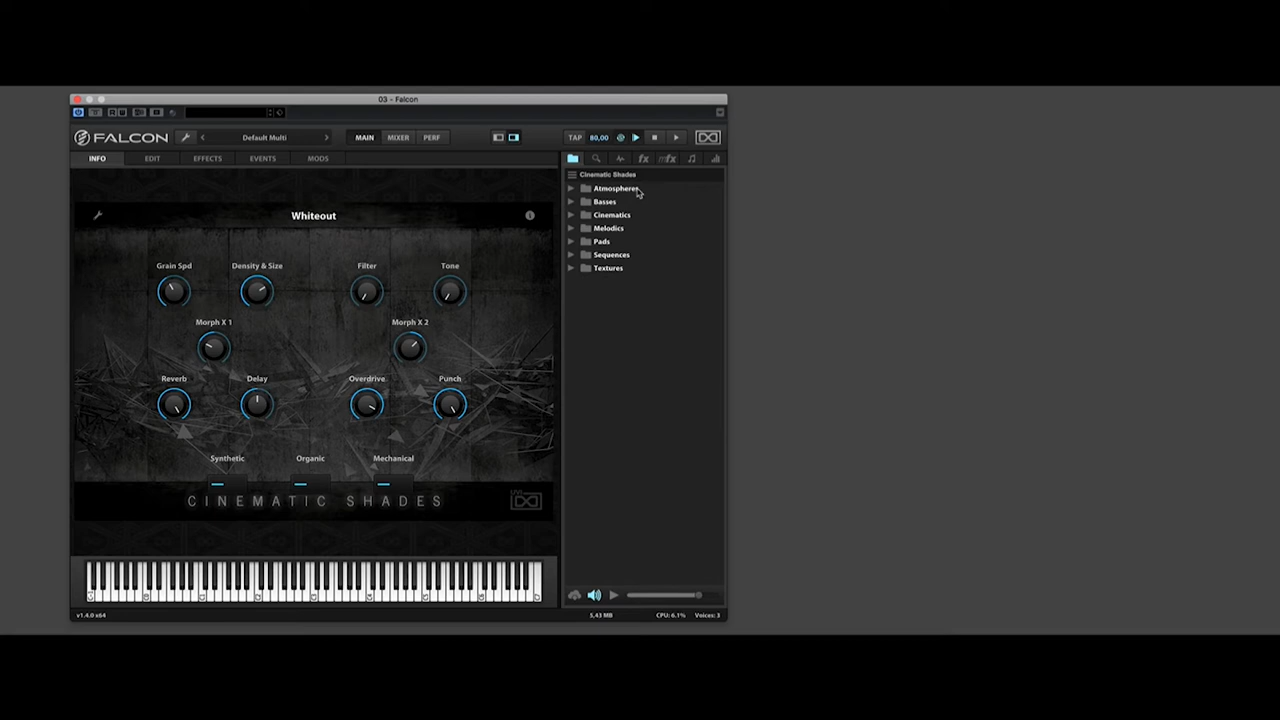 03 - Falcon
FALCON
Default Multi
MAIN
MIXER
PERF
TAP
80,00
INFO
EDIT
EFFECTS
EVENTS
MODS
fx
mfx
Cinematic Shades
Atmospheres
Basses
Cinematics
Melodics
Pads
Sequences
Textures
Whiteout
Grain Spd
Density & Size
Filter
Tone
Morph X 1
Morph X 2
Reverb
Delay
Overdrive
Punch
Synthetic
Organic
Mechanical
CINEMATIC SHADES
v1.4.0 x64
5,43 MB
CPU: 6.1%
Voices: 3